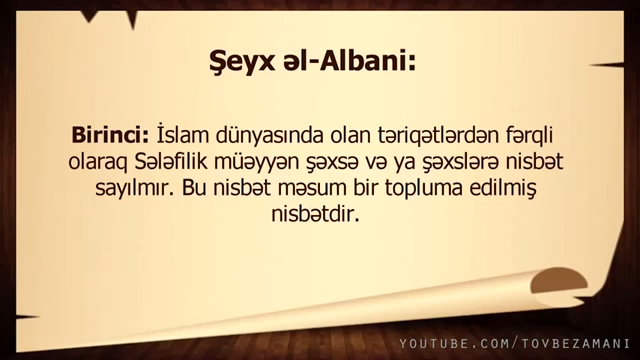 Şeyx əl-Albani:
Birinci: İslam dünyasında olan təriqətlərdən fərqli
olaraq Sələfilik müəyyən şəxsə və ya şəxslərə nisbət
sayılmır. Bu nisbət məsum bir topluma edilmiş
nisbətdir.
YOUTUBE.COM/TOVBEZAMANI